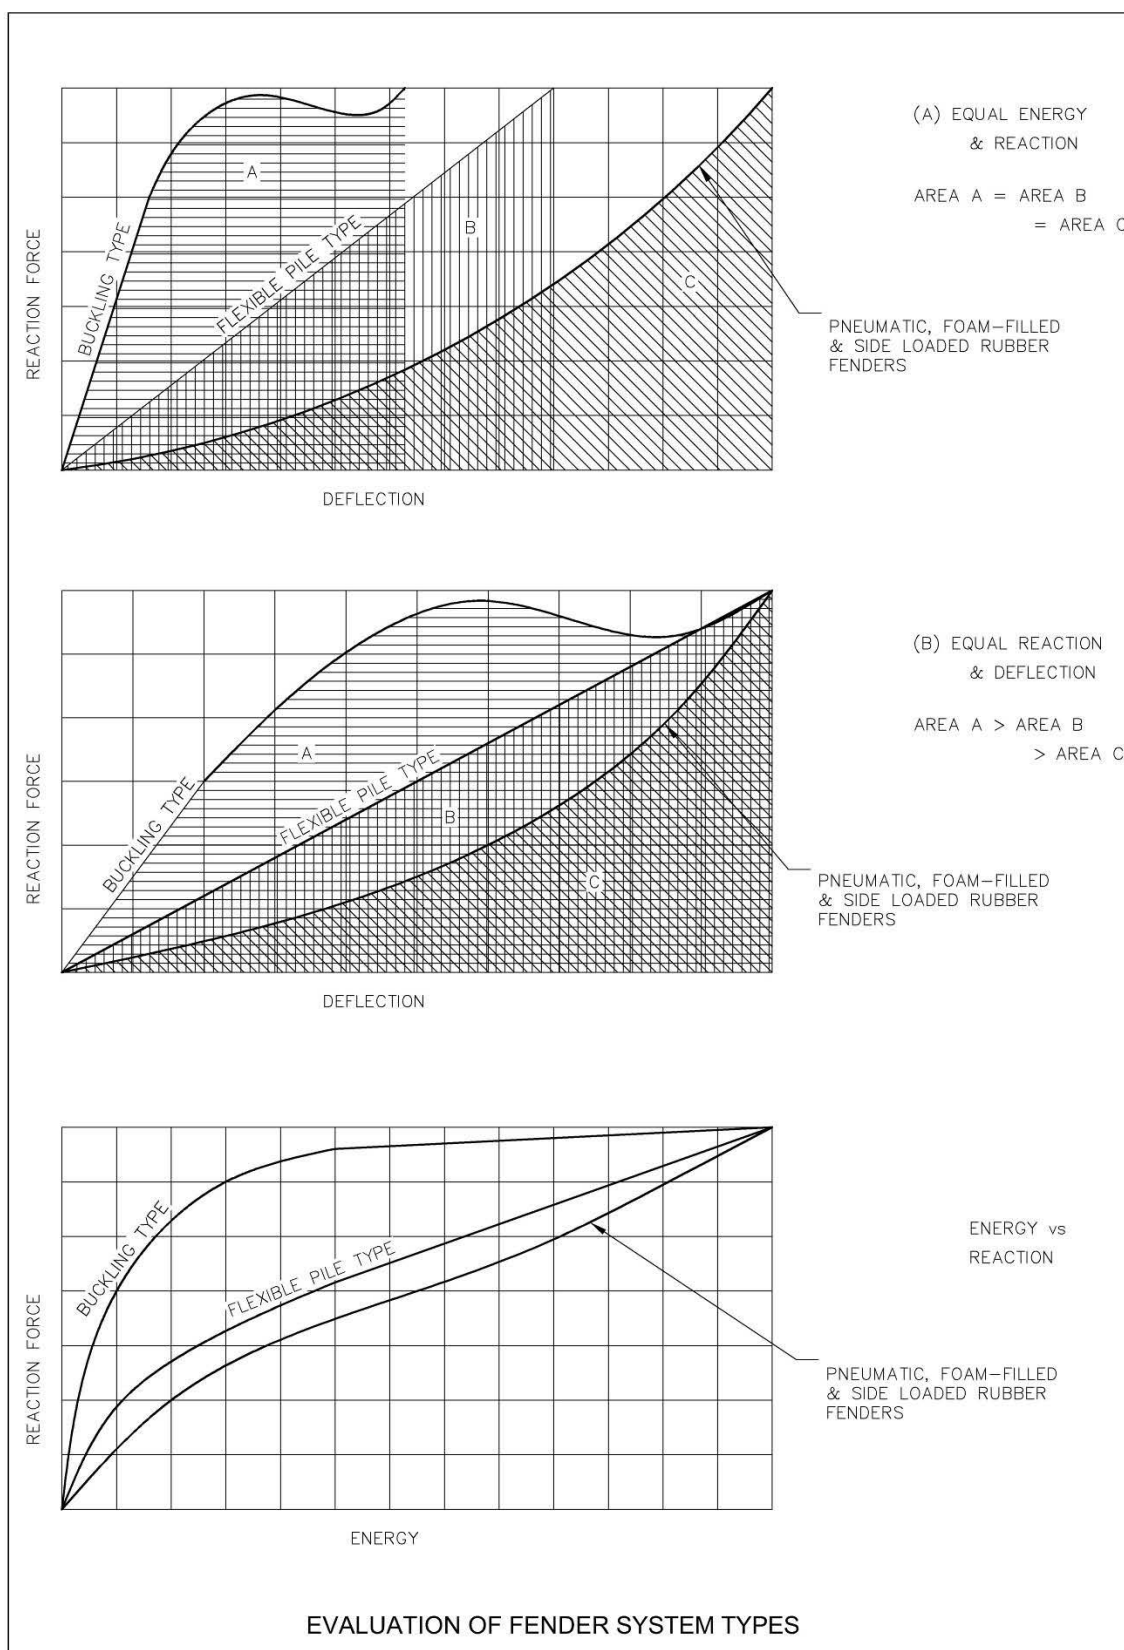 (A) EQUAL ENERGY
& REACTION
AREA A = AREA B
= AREA C
REACTION FORCE
BUCKLING TYPE
A
FLEXIBLE PILE TYPE
B
C
PNEUMATIC, FOAM-FILLED
& SIDE LOADED RUBBER
FENDERS
DEFLECTION
(B) EQUAL REACTION
& DEFLECTION
AREA A > AREA B
> AREA C
REACTION FORCE
BUCKLING TYPE
A
FLEXIBLE PILE TYPE
B
C
PNEUMATIC, FOAM-FILLED
& SIDE LOADED RUBBER
FENDERS
DEFLECTION
ENERGY vs
REACTION
REACTION FORCE
BUCKLING TYPE
FLEXIBLE PILE TYPE
PNEUMATIC, FOAM-FILLED
& SIDE LOADED RUBBER
FENDERS
ENERGY
EVALUATION OF FENDER SYSTEM TYPES